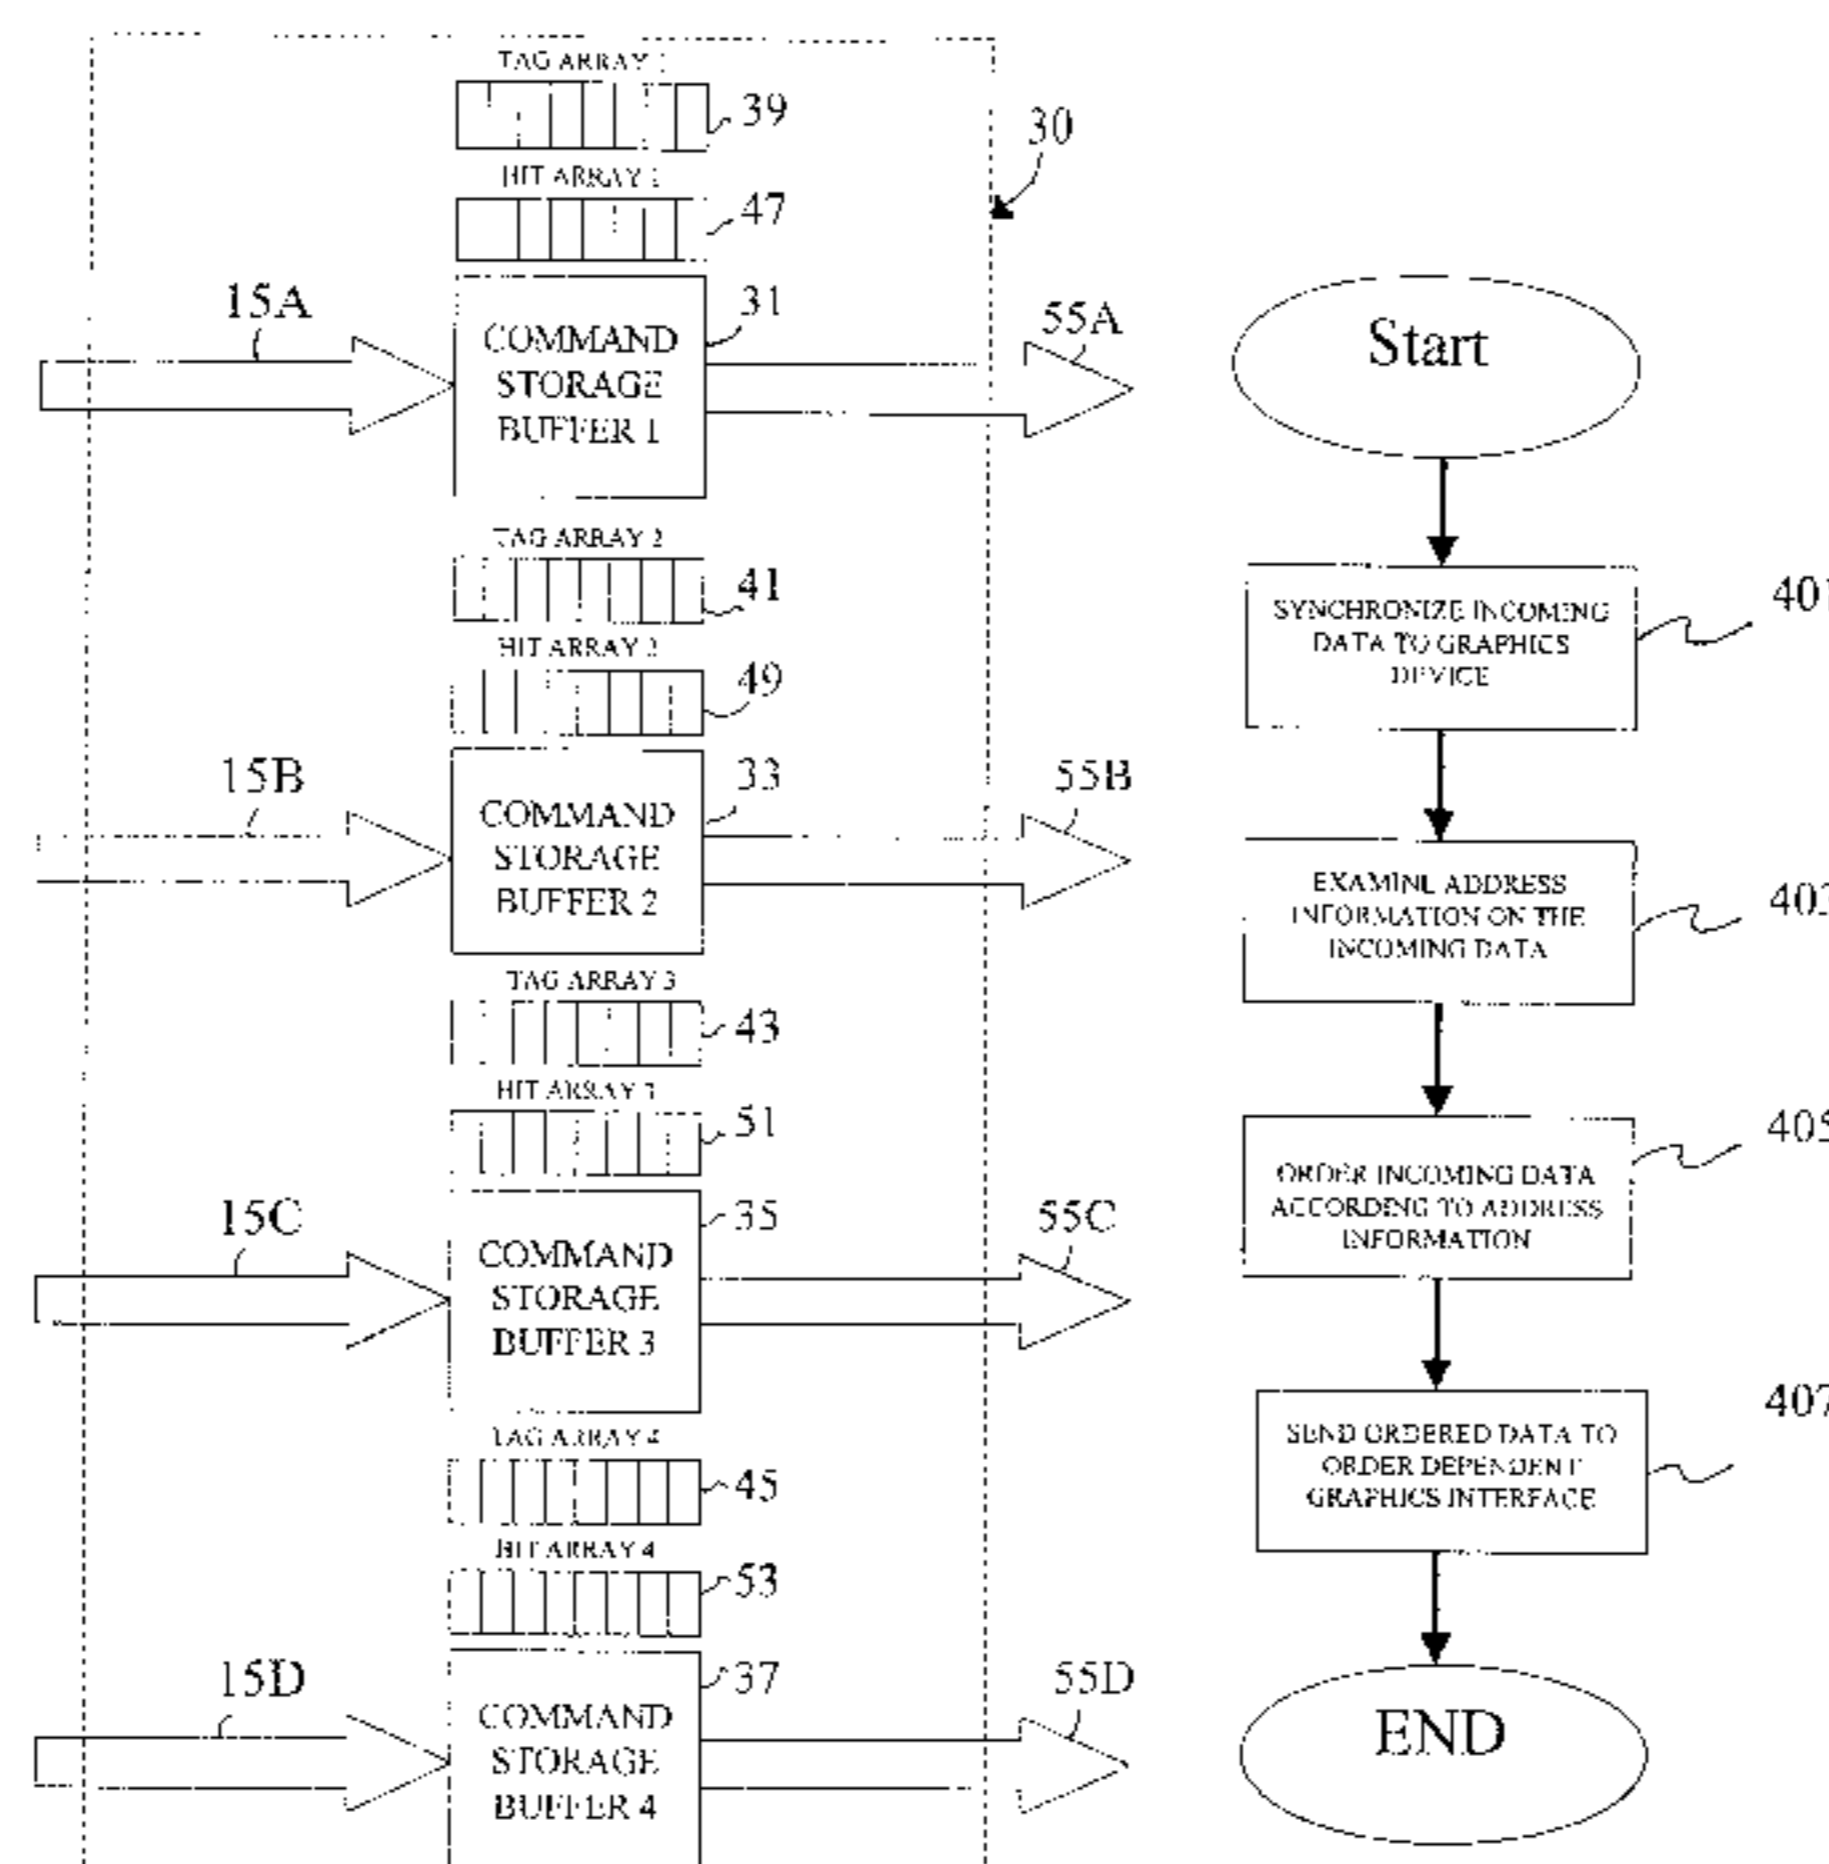 TAG ARRAY 1
39
HIT ARRAY 1
47
30
15A
31
55A
COMMAND
STORAGE
BUFFER 1
TAG ARRAY 2
41
HIT ARRAY 2
49
15B
33
55B
COMMAND
STORAGE
BUFFER 2
TAG ARRAY 3
43
HIT ARRAY 3
51
15C
35
55C
COMMAND
STORAGE
BUFFER 3
TAG ARRAY 4
45
HIT ARRAY 4
53
15D
37
55D
COMMAND
STORAGE
BUFFER 4
Start
SYNCHRONIZE INCOMING
DATA TO GRAPHICS
DEVICE
401
EXAMINE ADDRESS
INFORMATION ON THE
INCOMING DATA
403
ORDER INCOMING DATA
ACCORDING TO ADDRESS
INFORMATION
405
SEND ORDERED DATA TO
ORDER DEPENDENT
GRAPHICS INTERFACE
407
END